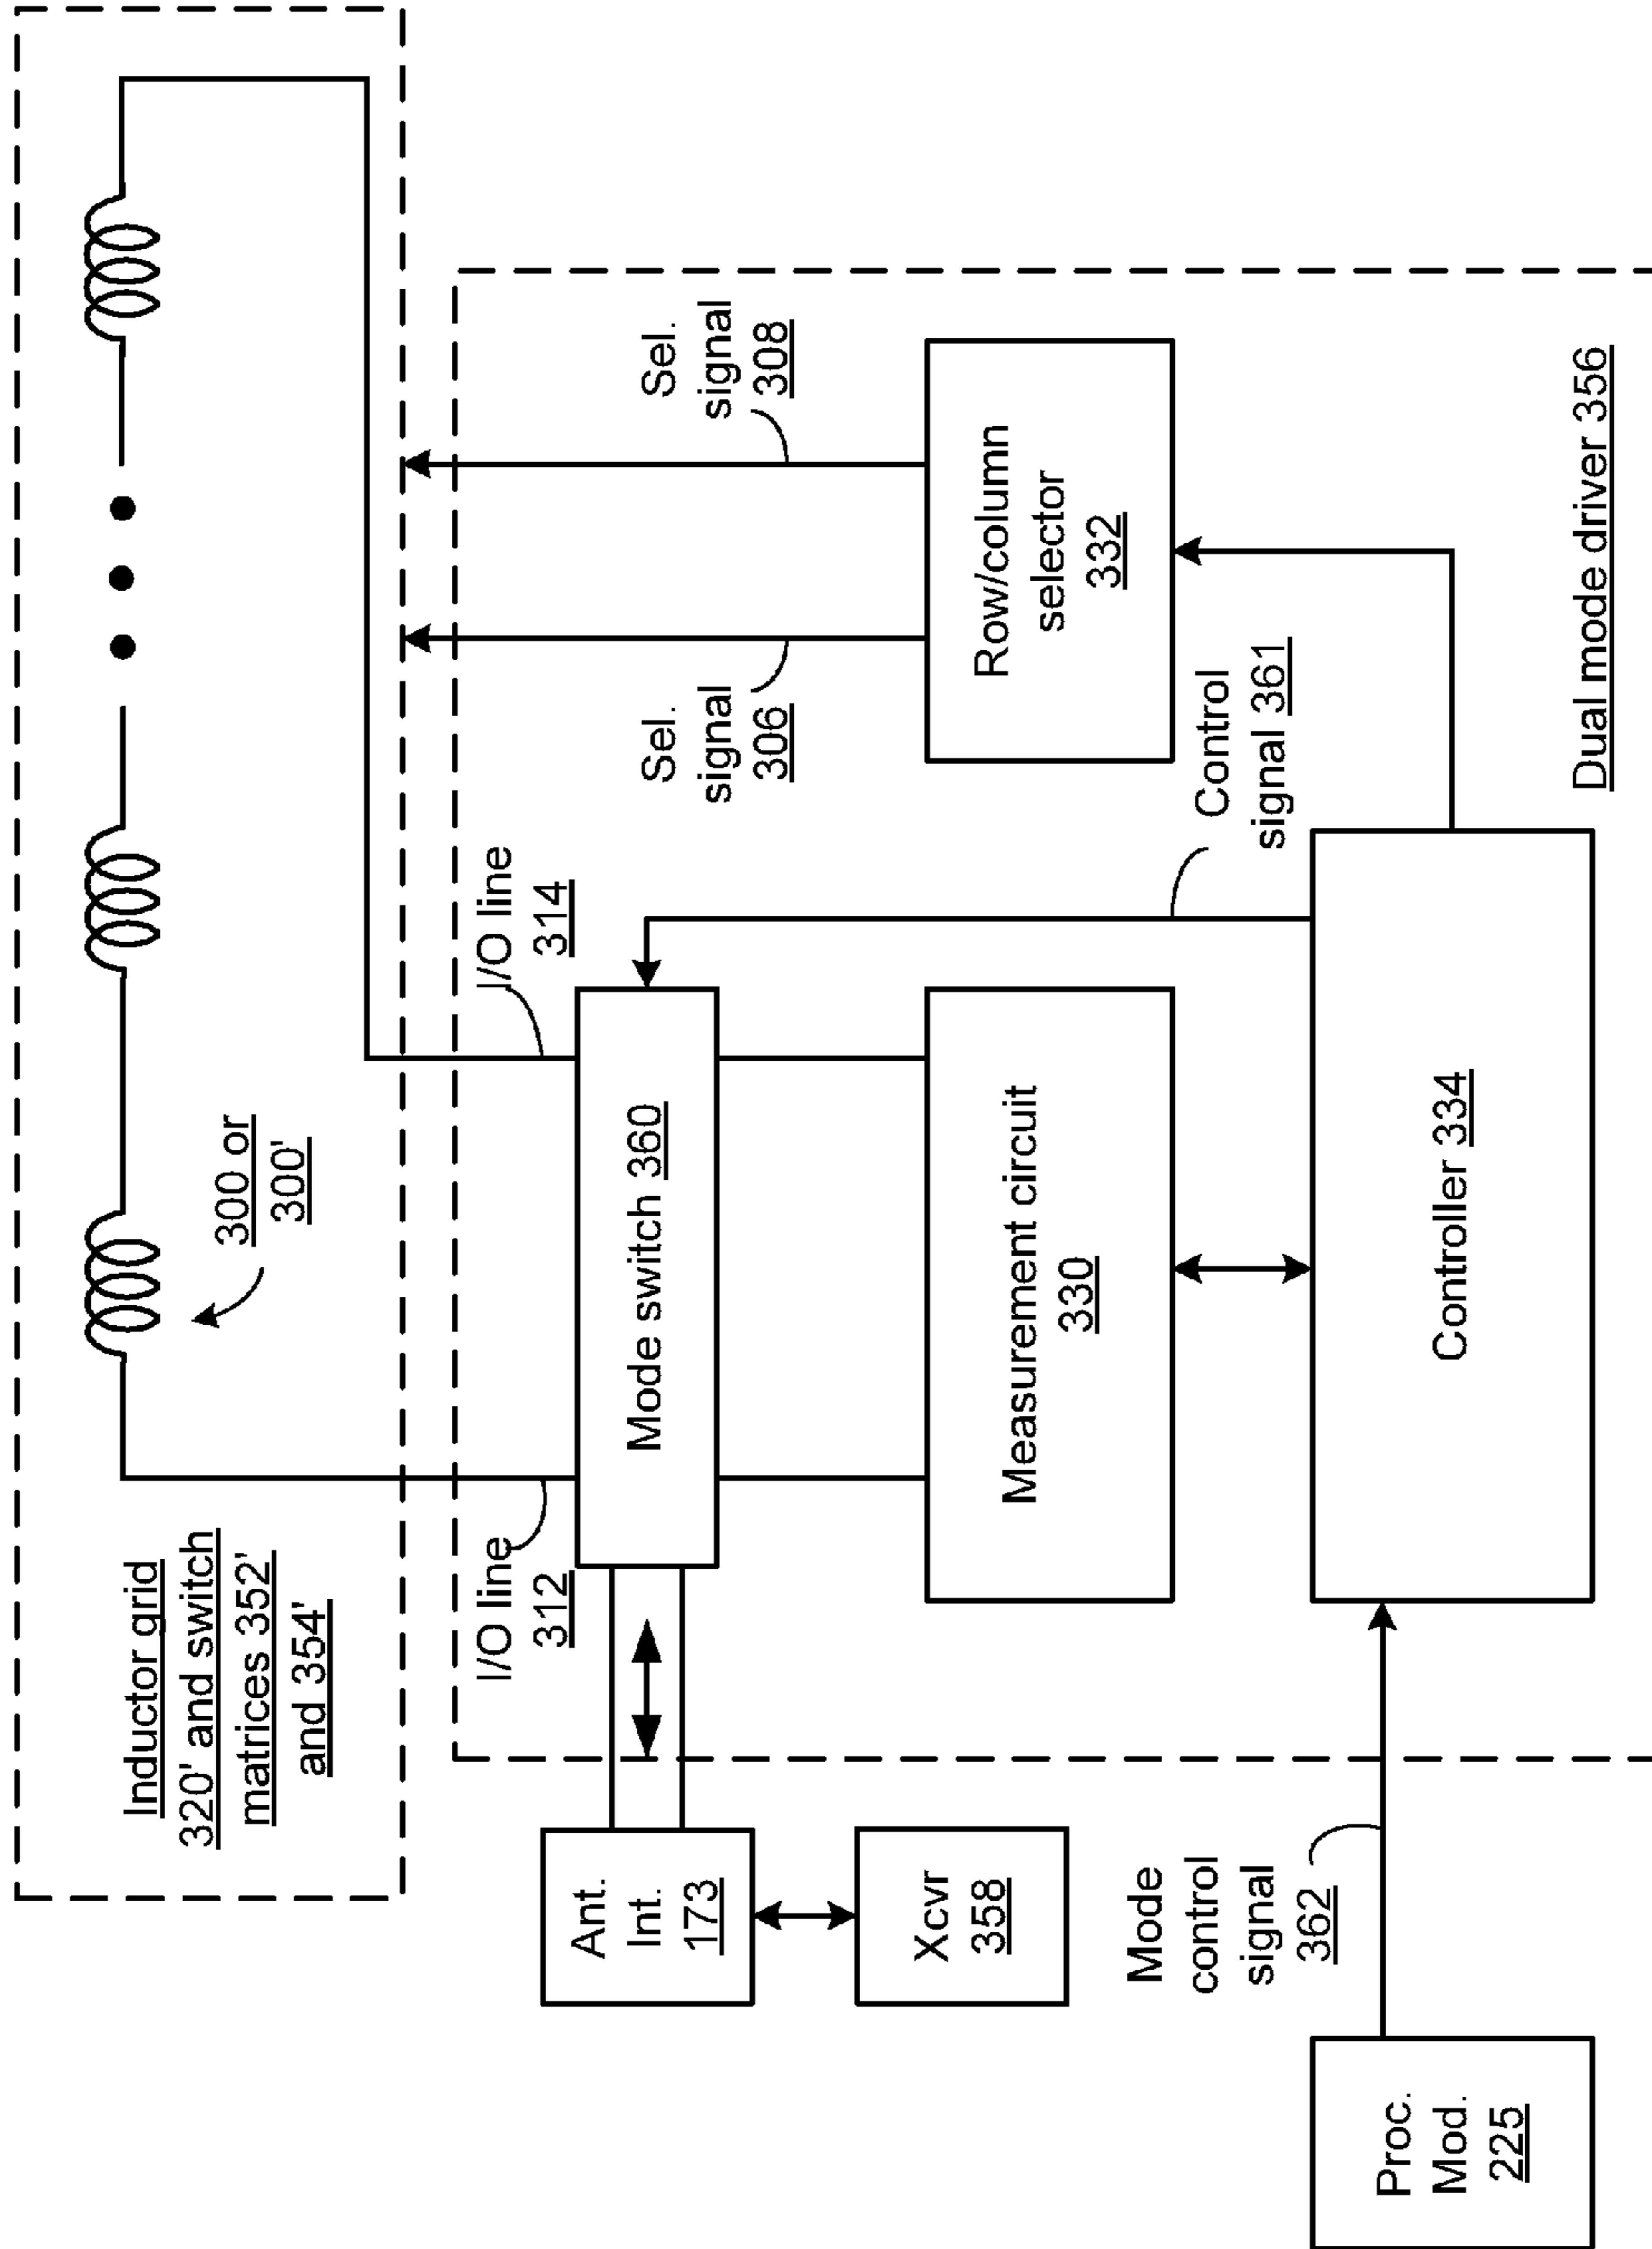 Inductor grid
320' and switch
matrices 352'
and 354'
300 or
300'
I/O line
312
I/O line
314
Sel.
signal
306
Sel.
signal
308
Ant.
Int.
173
Mode switch 360
Xcvr
358
Measurement circuit
330
Row/column
selector
332
Control
signal 361
Mode
control
signal
362
Proc.
Mod.
225
Controller 334
Dual mode driver 356